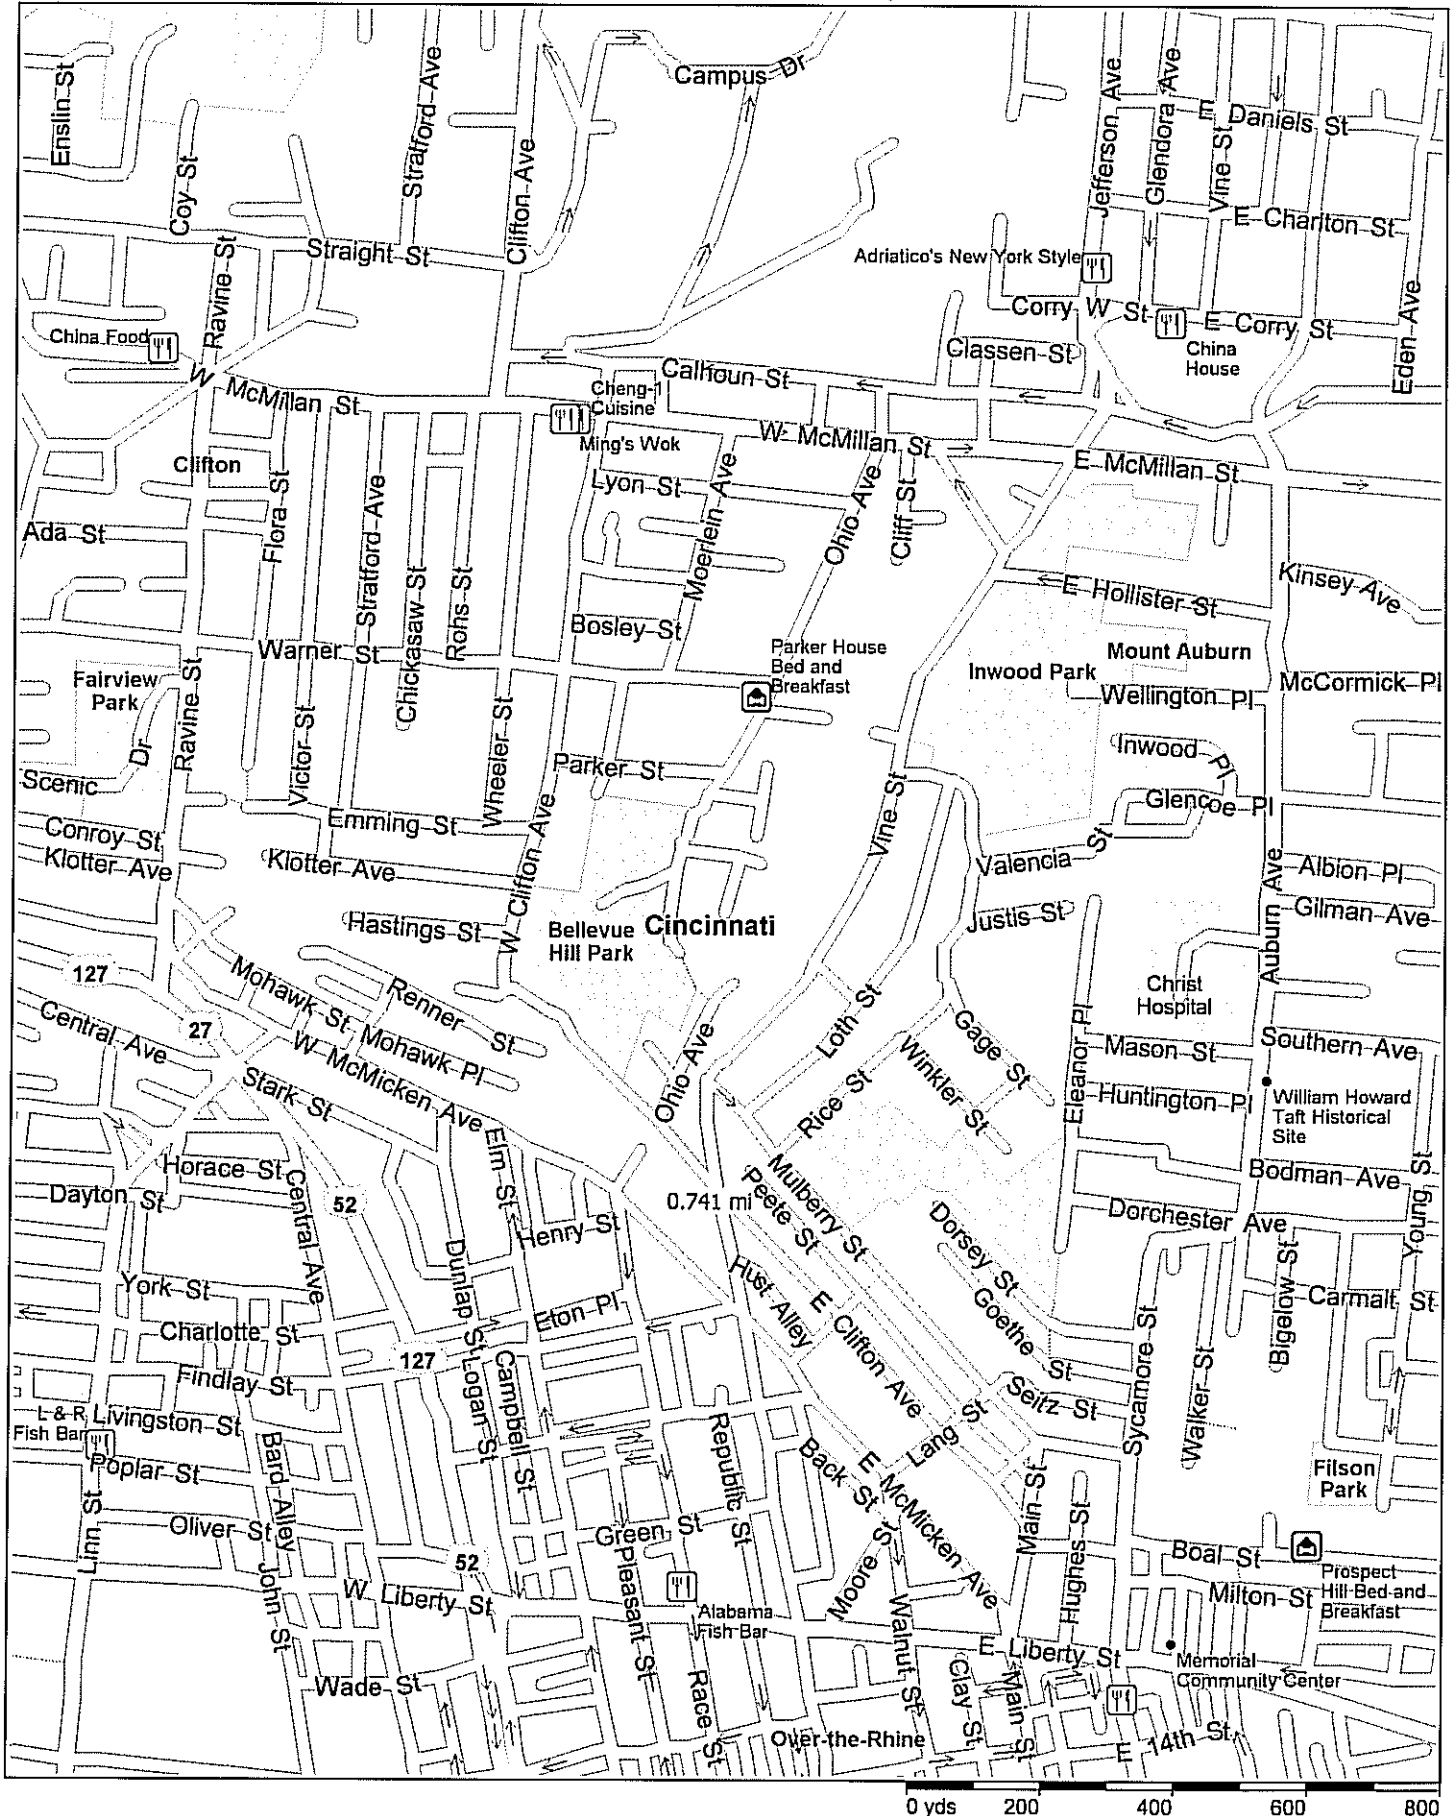 Campus Dr
Enslin St
Stratford Ave
Clifton Ave
Coy St
Jefferson Ave
Glendora Ave
Vine St
E Daniels St
E Charlton St
Straight St
Ravine St
Adriatico's New York Style
Corry W St
E Corry St
Eden Ave
China Food
Classen St
China
House
W McMillan St
Calhoun St
Cheng-1
Cuisine
Ming's Wok
W McMillan St
E McMillan St
Clifton
Lyon St
Flora St
Stratford Ave
Moerlein Ave
Ohio Ave
Cliff St
Ada St
Chickasaw St
Rohs St
E Hollister St
Kinsey Ave
Bosley St
Warner St
Parker House
Bed and
Breakfast
Inwood Park
Mount Auburn
Fairview
Park
Ravine St
Wellington Pl
McCormick Pl
Victor St
Wheeler St
Inwood Pl
Scenic Dr
Parker St
Glencoe Pl
Emming St
Vine St
Conroy St
Klotter Ave
Klotter Ave
W Clifton Ave
Valencia St
Auburn Ave
Albion Pl
Gilman Ave
Hastings St
Bellevue
Hill Park
Cincinnati
Justis St
127
Mohawk St
Renner St
Christ
Hospital
Central Ave
27
Mohawk Pl
W McMicken Ave
Loth St
Gage St
Eleanor Pl
Southern Ave
Mason St
Stark St
Ohio Ave
Rice St
Winkler St
Huntington Pl
William Howard
Taft Historical
Site
Horace St
Elm St
Dayton St
Central Ave
52
0.741 mi
Mulberry St
Peete St
Bodman Ave
Young St
Henry St
Dorsey St
Dorchester Ave
York St
Dunlap St
Hust Alley
Goethe St
Bigelow St
Carmalt St
Eton Pl
E Clifton Ave
Charlotte St
127
Findlay St
Logan St
Campbell St
Seitz St
Sycamore St
Walker St
L & R
Fish Bar
Livingston St
Republic St
Lang St
Poplar St
Bard Alley
Back St
E McMicken Ave
Main St
Filson
Park
Linn St
Oliver St
Green St
Hughes St
Boal St
52
Pleasant St
Moore St
Prospect
Hill Bed and
Breakfast
W Liberty St
John St
Milton St
Alabama
Fish Bar
Walnut St
E Liberty St
Memorial
Community Center
Wade St
Race St
Clay St
Main St
Over-the-Rhine
E 14th St
0 yds 200 400 600 800